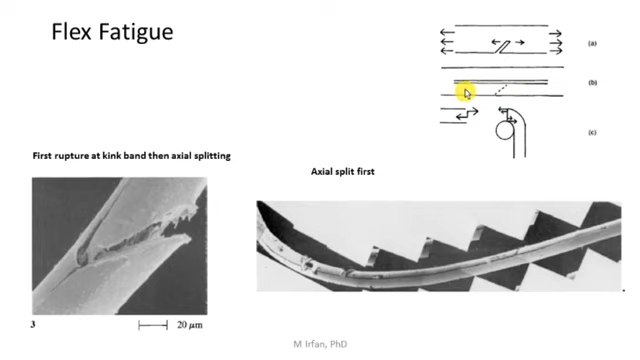 Flex Fatigue
(a)
(b)
(c)
First rupture at kink band then axial splitting
Axial split first
3
20 μm
M Irfan, PhD